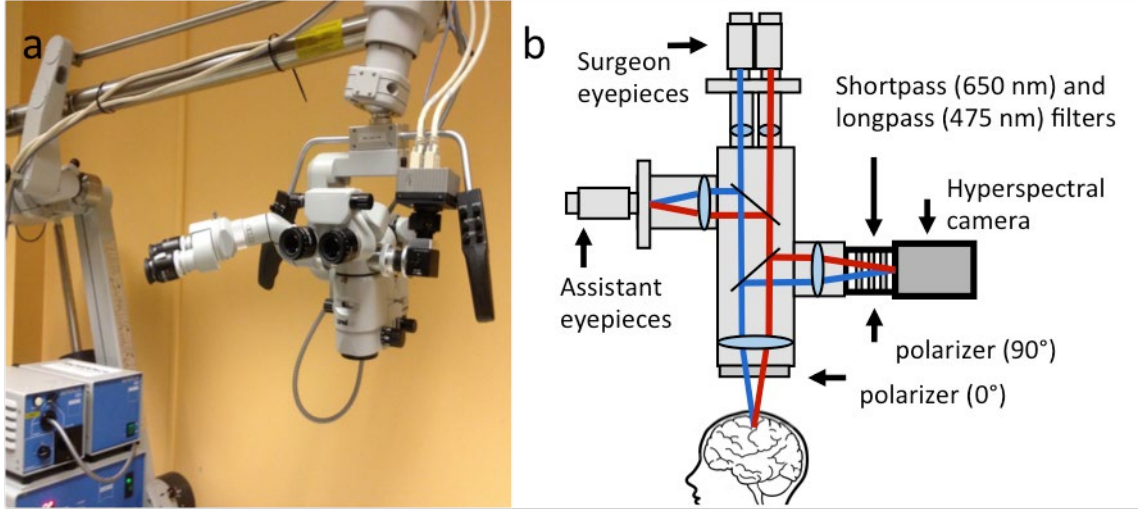 a
b
Surgeon
eyepieces
Shortpass (650 nm) and
longpass (475 nm) filters
Hyperspectral
camera
Assistant
eyepieces
polarizer (90°)
polarizer (0°)